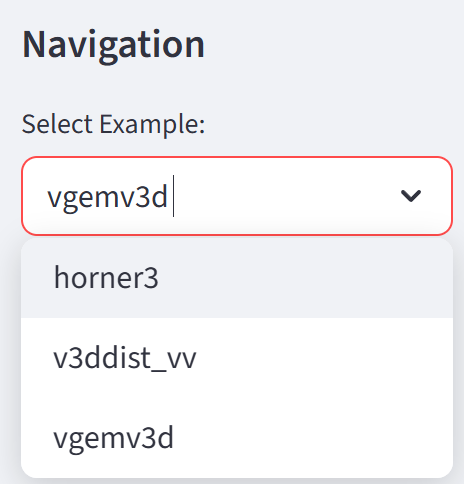 Navigation
Select Example:
vgemv3d
horner3
v3ddist_vv
vgemv3d